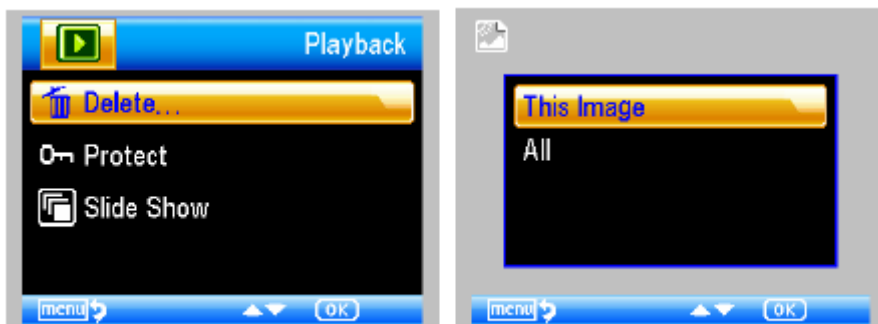 Playback
Delete...
Protect
Slide Show
menu OK
This Image
All
menu OK